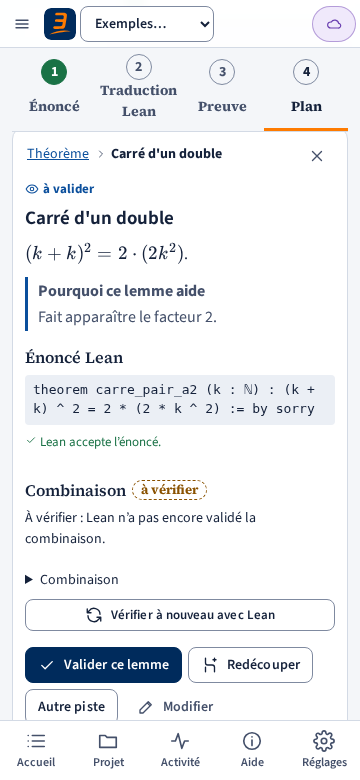 Exemples...
1
Énoncé
2
Traduction
Lean
3
Preuve
4
Plan
Théorème > Carré d'un double
à valider
Carré d'un double
(k + k)² = 2 · (2k²).
Pourquoi ce lemme aide
Fait apparaître le facteur 2.
Énoncé Lean
theorem carre_pair_a2 (k : ℕ) : (k +
k) ^ 2 = 2 * (2 * k ^ 2) := by sorry
Lean accepte l'énoncé.
Combinaison à vérifier
À vérifier : Lean n'a pas encore validé la
combinaison.
Combinaison
Vérifier à nouveau avec Lean
Valider ce lemme
Redécouper
Autre piste
Modifier
Accueil
Projet
Activité
Aide
Réglages